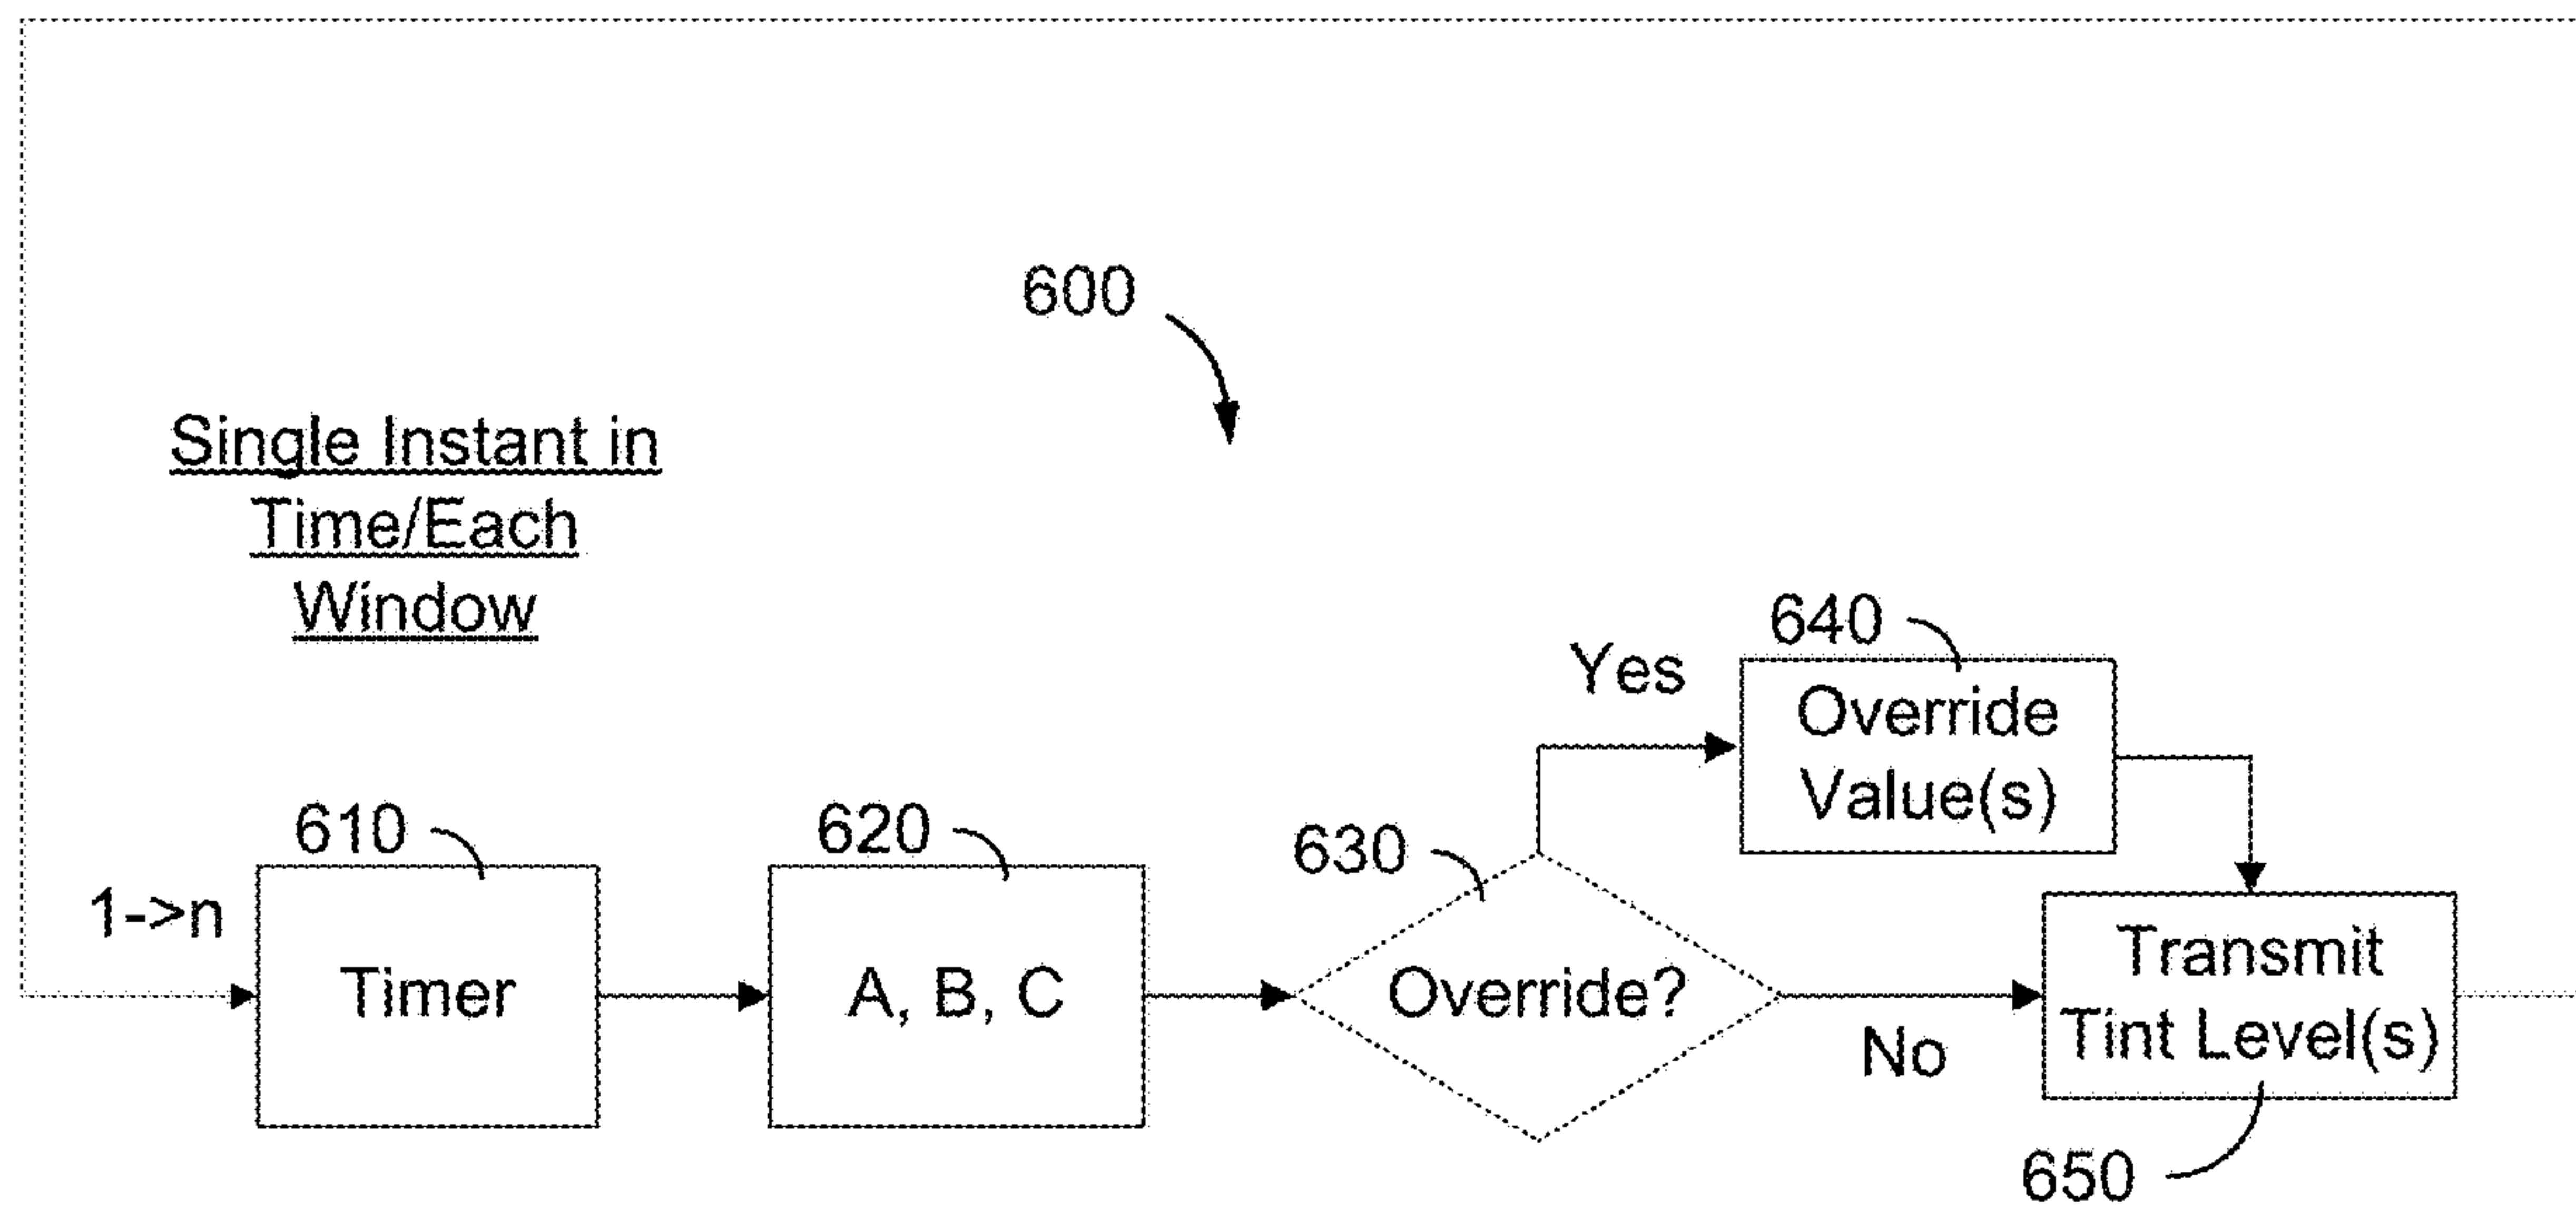 600
Single Instant in
Time/Each
Window
640
Yes
Override
Value(s)
610
620
630
1->n
Timer
A, B, C
Override?
No
Transmit
Tint Level(s)
650